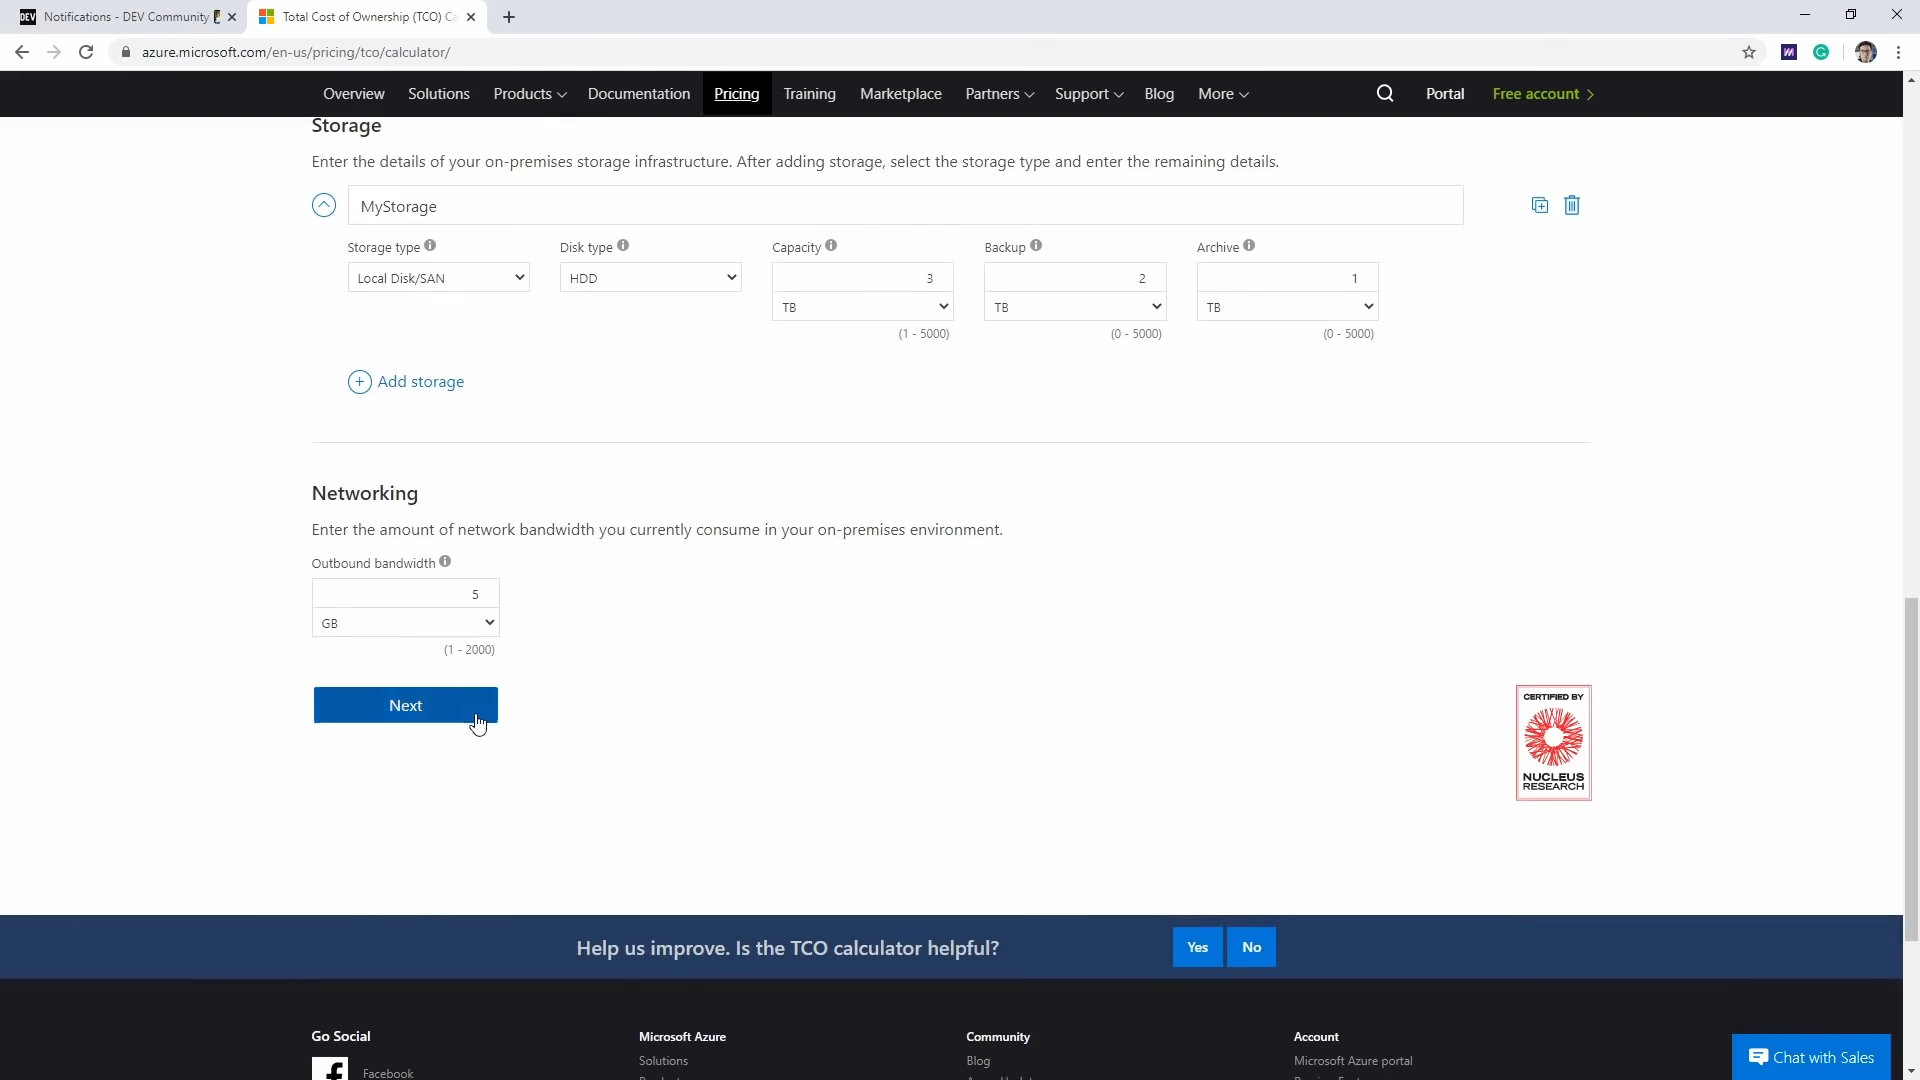 DEV Notifications - DEV Community
Total Cost of Ownership (TCO) Ca
azure.microsoft.com/en-us/pricing/tco/calculator/
Overview Solutions Products Documentation Pricing Training Marketplace Partners Support Blog More Portal Free account
Storage
Enter the details of your on-premises storage infrastructure. After adding storage, select the storage type and enter the remaining details.
MyStorage
Storage type Disk type Capacity Backup Archive
Local Disk/SAN HDD 3 2 1
TB TB TB
(1 - 5000) (0 - 5000) (0 - 5000)
Add storage
Networking
Enter the amount of network bandwidth you currently consume in your on-premises environment.
Outbound bandwidth
5
GB
(1 - 2000)
Next
CERTIFIED BY
NUCLEUS
RESEARCH
Help us improve. Is the TCO calculator helpful? Yes No
Go Social Microsoft Azure Community Account
Solutions Blog Microsoft Azure portal
Facebook
Chat with Sales